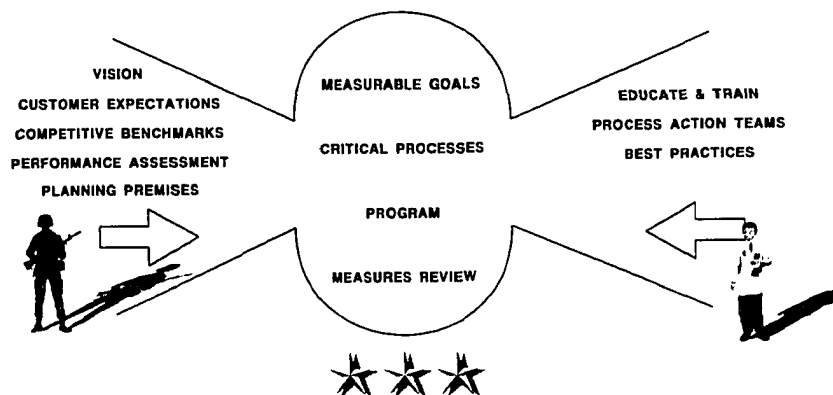 VISION
CUSTOMER EXPECTATIONS
COMPETITIVE BENCHMARKS
PERFORMANCE ASSESSMENT
PLANNING PREMISES
MEASURABLE GOALS
CRITICAL PROCESSES
PROGRAM
MEASURES REVIEW
EDUCATE & TRAIN
PROCESS ACTION TEAMS
BEST PRACTICES